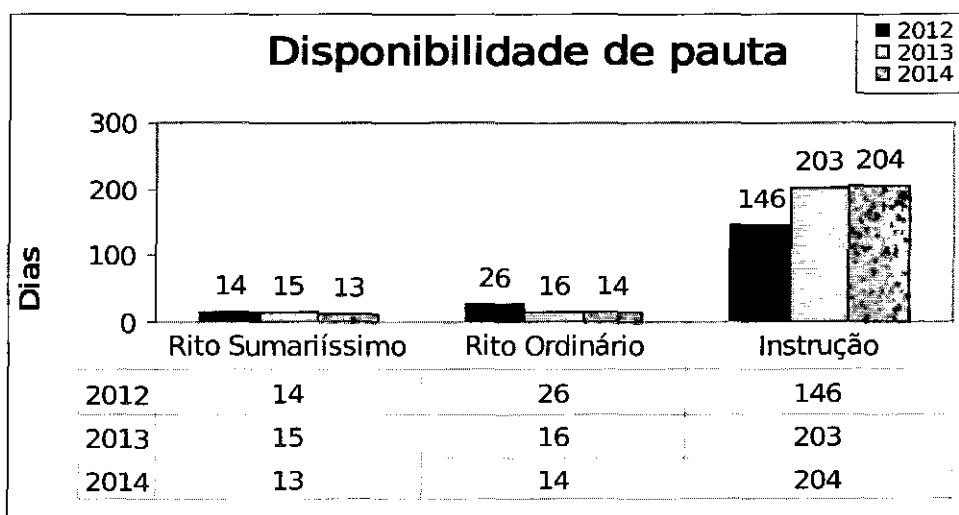 Disponibilidade de pauta
2012
2013
2014
Dias
300
200
100
0
14 15 13
26 16 14
146 203 204
Rito Sumariíssimo Rito Ordinário Instrução
2012 14 26 146
2013 15 16 203
2014 13 14 204